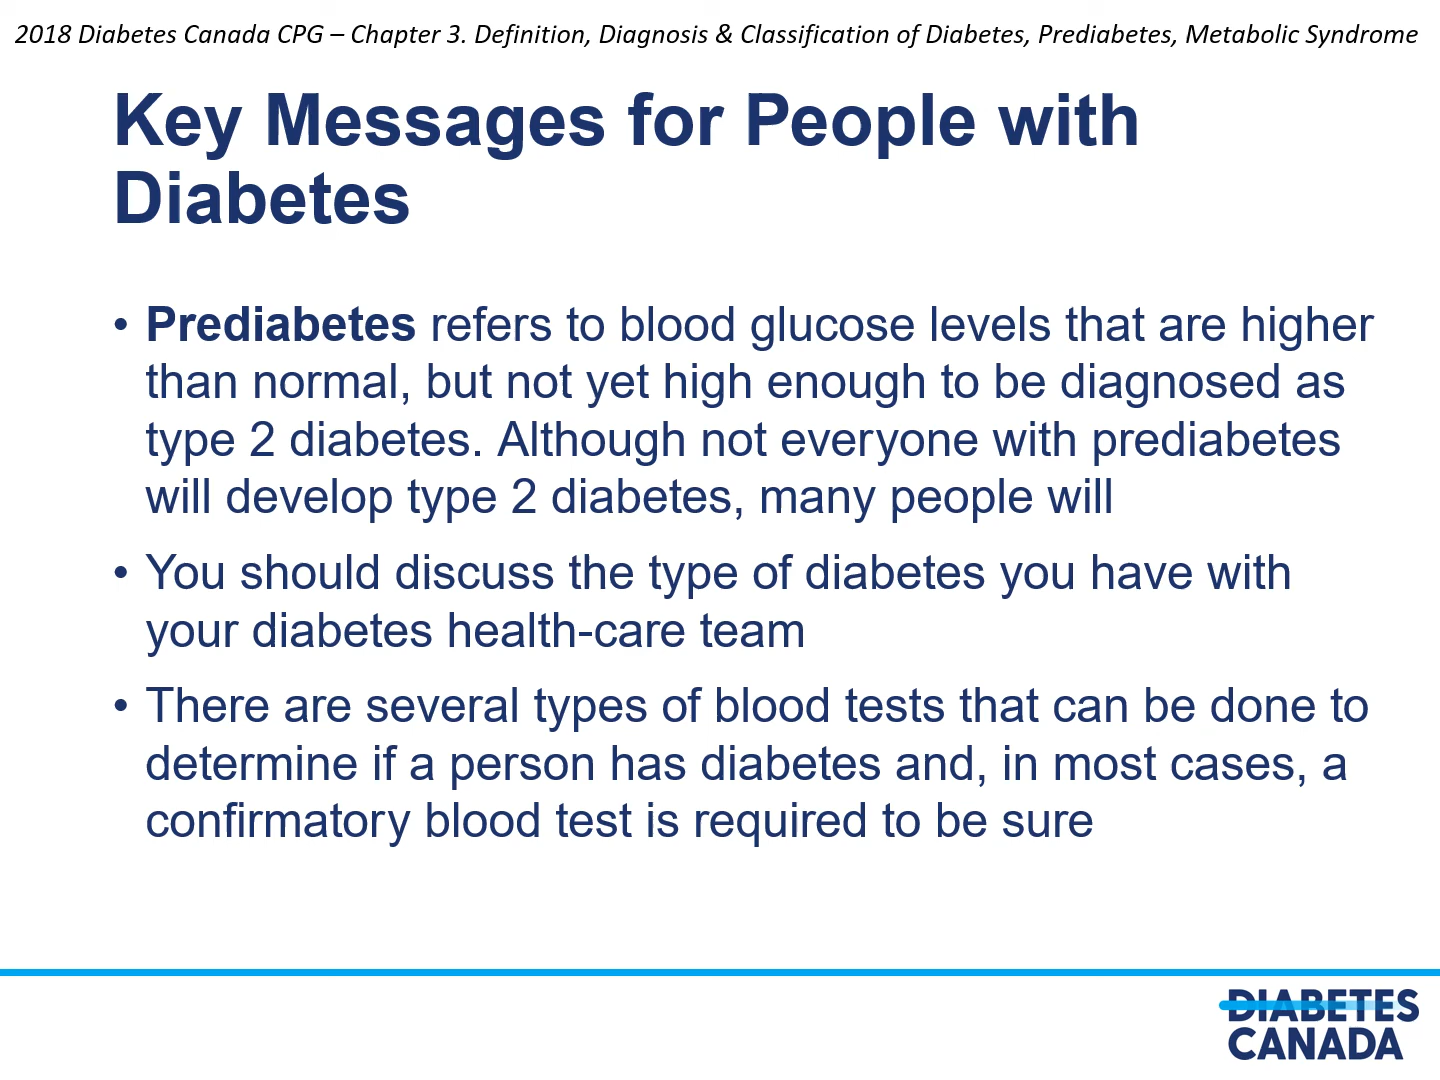 2018 Diabetes Canada CPG – Chapter 3. Definition, Diagnosis & Classification of Diabetes, Prediabetes, Metabolic Syndrome
Key Messages for People with
Diabetes
• Prediabetes refers to blood glucose levels that are higher
than normal, but not yet high enough to be diagnosed as
type 2 diabetes. Although not everyone with prediabetes
will develop type 2 diabetes, many people will
• You should discuss the type of diabetes you have with
your diabetes health-care team
• There are several types of blood tests that can be done to
determine if a person has diabetes and, in most cases, a
confirmatory blood test is required to be sure
DIABETES
CANADA